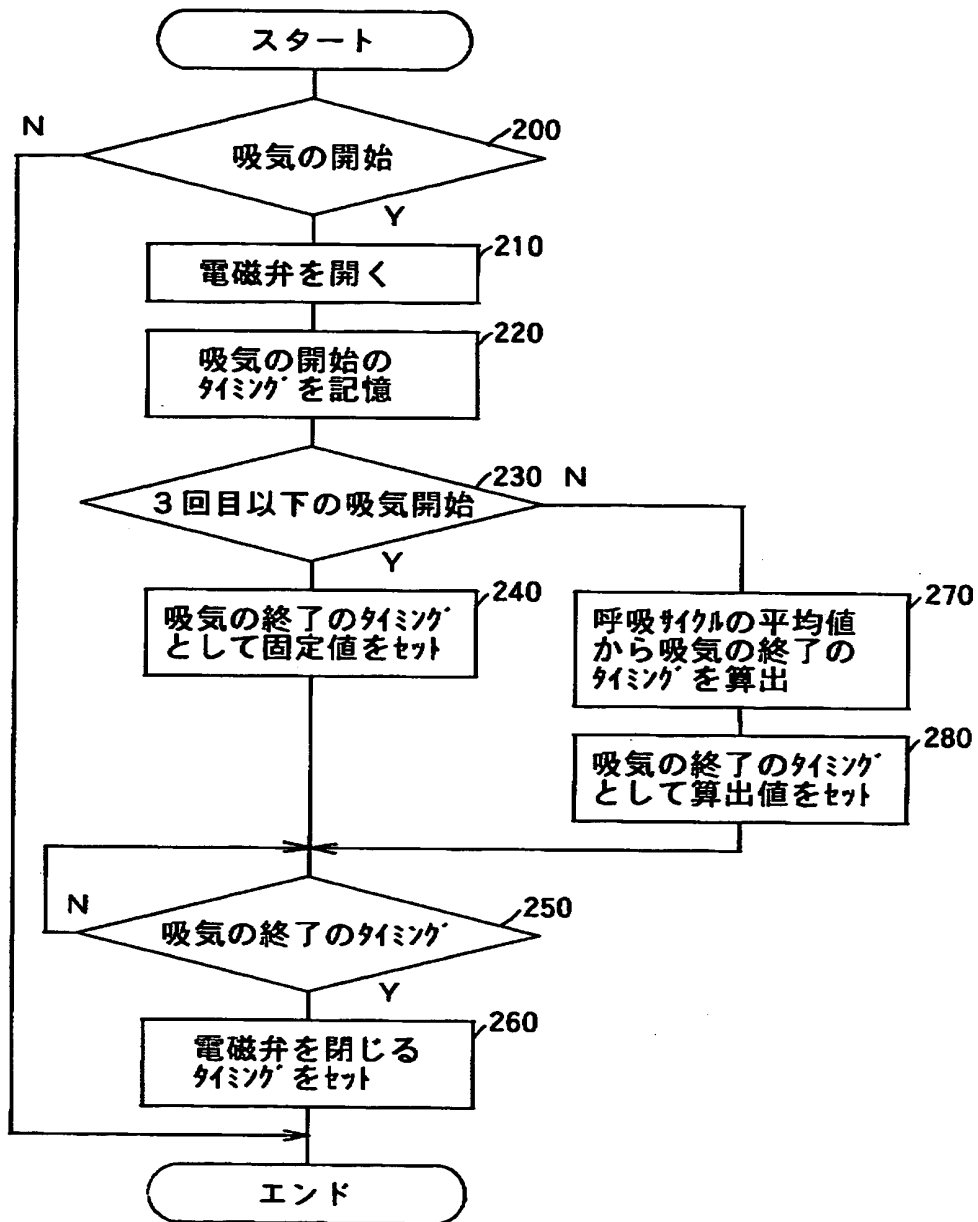 スタート
N
200
吸気の開始
Y
210
電磁弁を開く
220
吸気の開始の
ﾀｲﾐﾝｸﾞを記憶
230
N
3回目以下の吸気開始
Y
240
吸気の終了のﾀｲﾐﾝｸﾞ
として固定値をｾｯﾄ
270
呼吸ｻｲｸﾙの平均値
から吸気の終了の
ﾀｲﾐﾝｸﾞを算出
280
吸気の終了のﾀｲﾐﾝｸﾞ
として算出値をｾｯﾄ
N
250
吸気の終了のﾀｲﾐﾝｸﾞ
Y
260
電磁弁を閉じる
ﾀｲﾐﾝｸﾞをｾｯﾄ
エンド